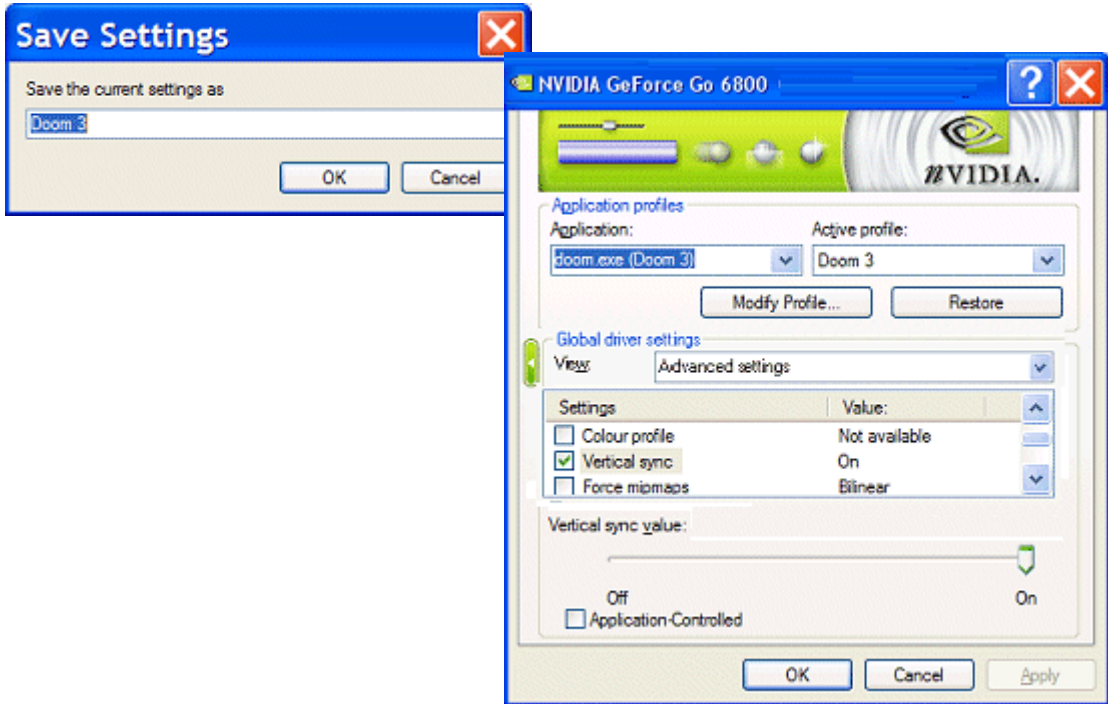 Save Settings
Save the current settings as
Doom 3
OK Cancel
NVIDIA GeForce Go 6800
nVIDIA.
Application profiles
Application: Active profile:
doom.exe (Doom 3) Doom 3
Modify Profile... Restore
Global driver settings
View: Advanced settings
Settings Value:
Colour profile Not available
Vertical sync On
Force mipmaps Bilinear
Vertical sync value:
Off On
Application-Controlled
OK Cancel Apply